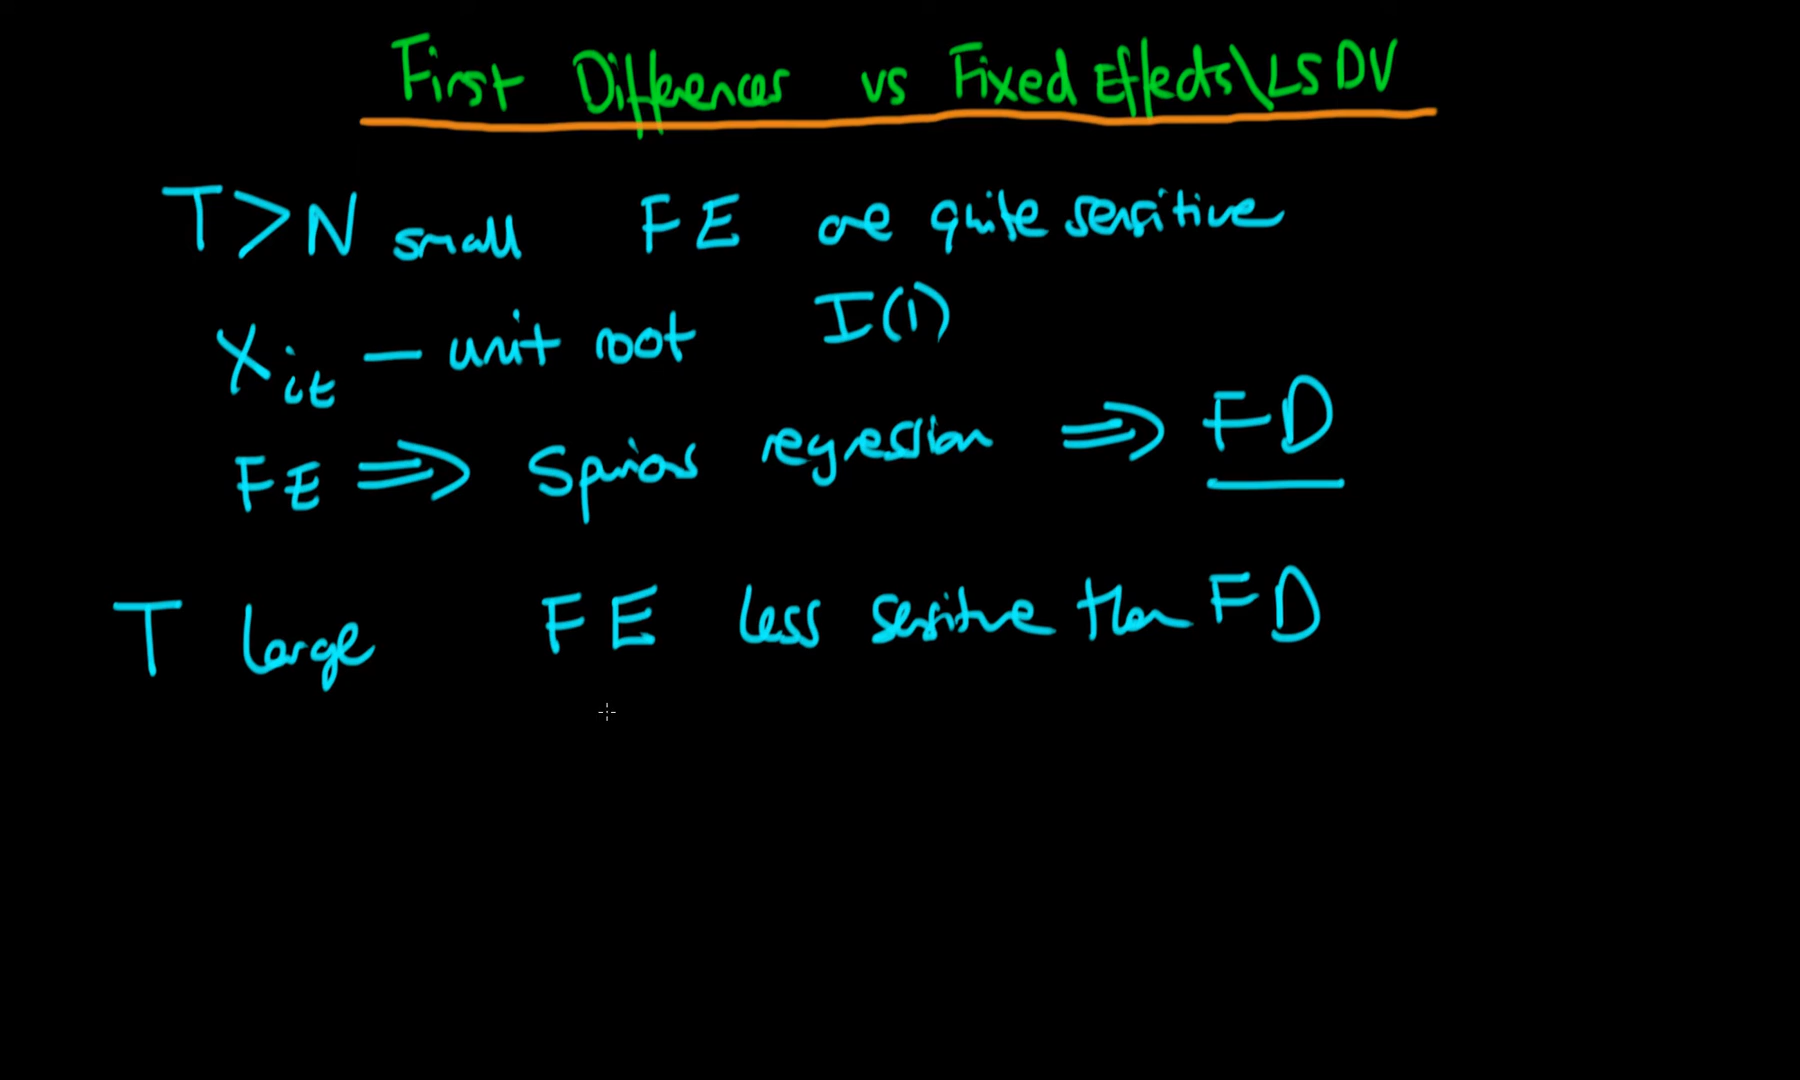 First Differences vs Fixed Effects\LSDV
T>N small FE are quite sensitive
Xit — unit root I(1)
FE ⇒ Spurious regression ⇒ FD
T large FE less sensitive than FD